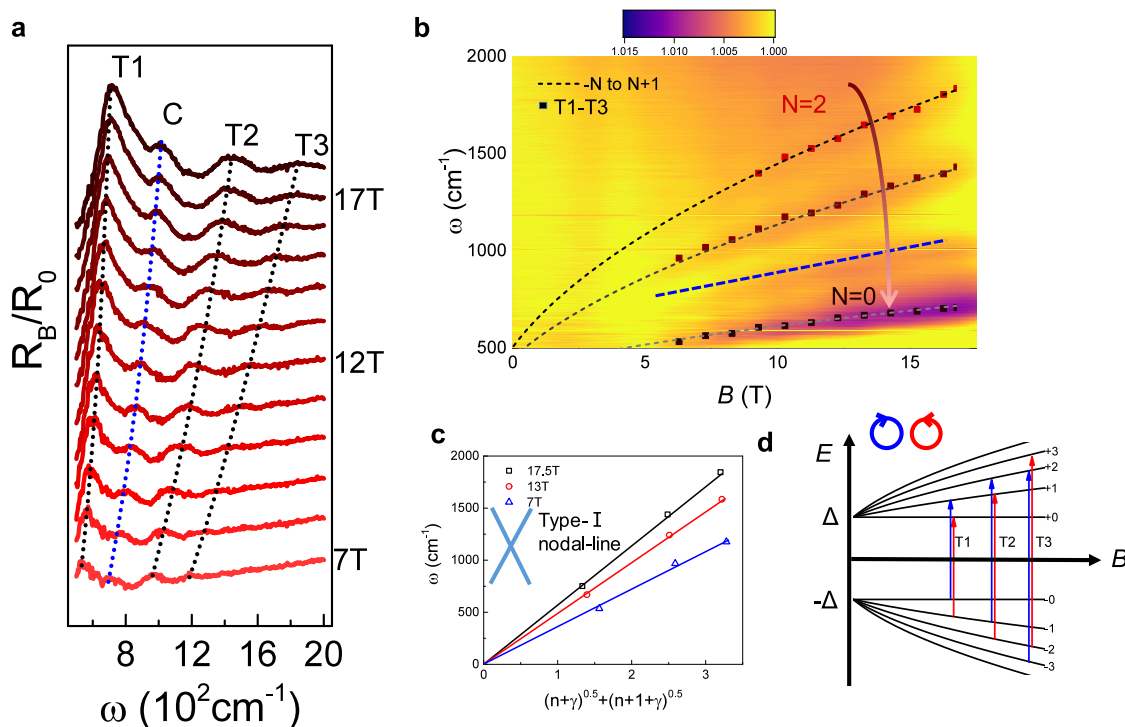 a
T1
C
T2
T3
17T
12T
7T
R_B/R_0
8 12 16 20
ω (10²cm⁻¹)
b
1.015 1.010 1.005 1.000
2000
1500
1000
500
ω (cm⁻¹)
-N to N+1
T1-T3
N=2
N=0
0 5 10 15
B (T)
c
2000
1500
1000
500
0
ω (cm⁻¹)
17.5T
13T
7T
Type-I
nodal-line
0 1 2 3
(n+γ)^0.5+(n+1+γ)^0.5
d
E
Δ
-Δ
B
+3
+2
+1
+0
T1 T2 T3
-0
-1
-2
-3